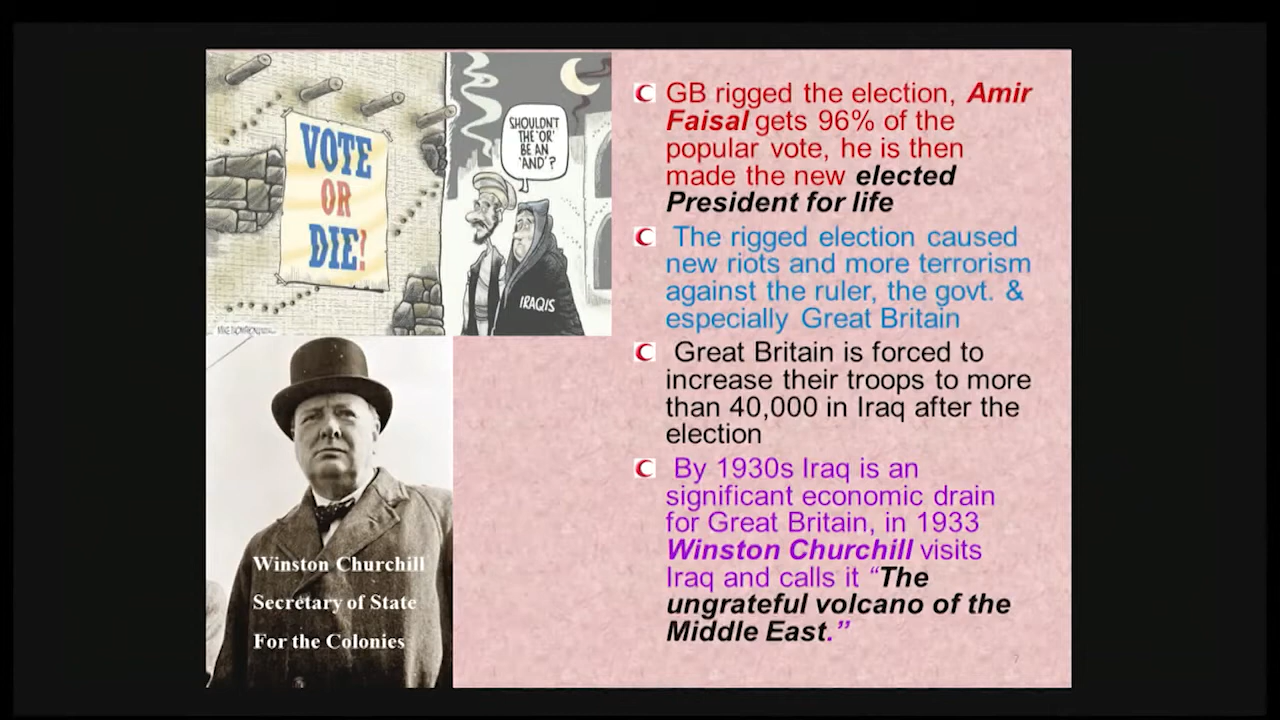 VOTE
OR
DIE!
SHOULDN'T
THE 'OR'
BE AN
'AND'?
IRAQIS
Winston Churchill
Secretary of State
For the Colonies
GB rigged the election, Amir
Faisal gets 96% of the
popular vote, he is then
made the new elected
President for life
The rigged election caused
new riots and more terrorism
against the ruler, the govt. &
especially Great Britain
Great Britain is forced to
increase their troops to more
than 40,000 in Iraq after the
election
By 1930s Iraq is an
significant economic drain
for Great Britain, in 1933
Winston Churchill visits
Iraq and calls it “The
ungrateful volcano of the
Middle East.”
7